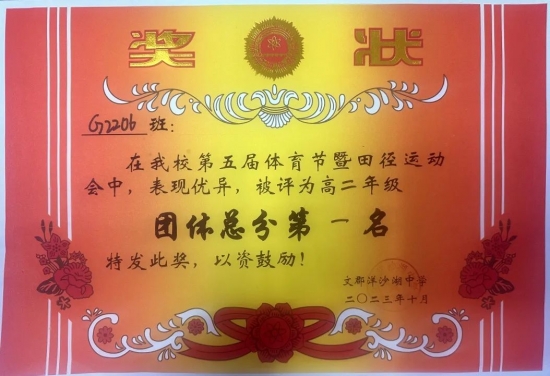 奖状
G2206 班：
在我校第五届体育节暨田径运动
会中，表现优异，被评为高二年级
团体总分第一名
特发此奖，以资鼓励！
文郡洋沙湖中学
二〇二三年十月